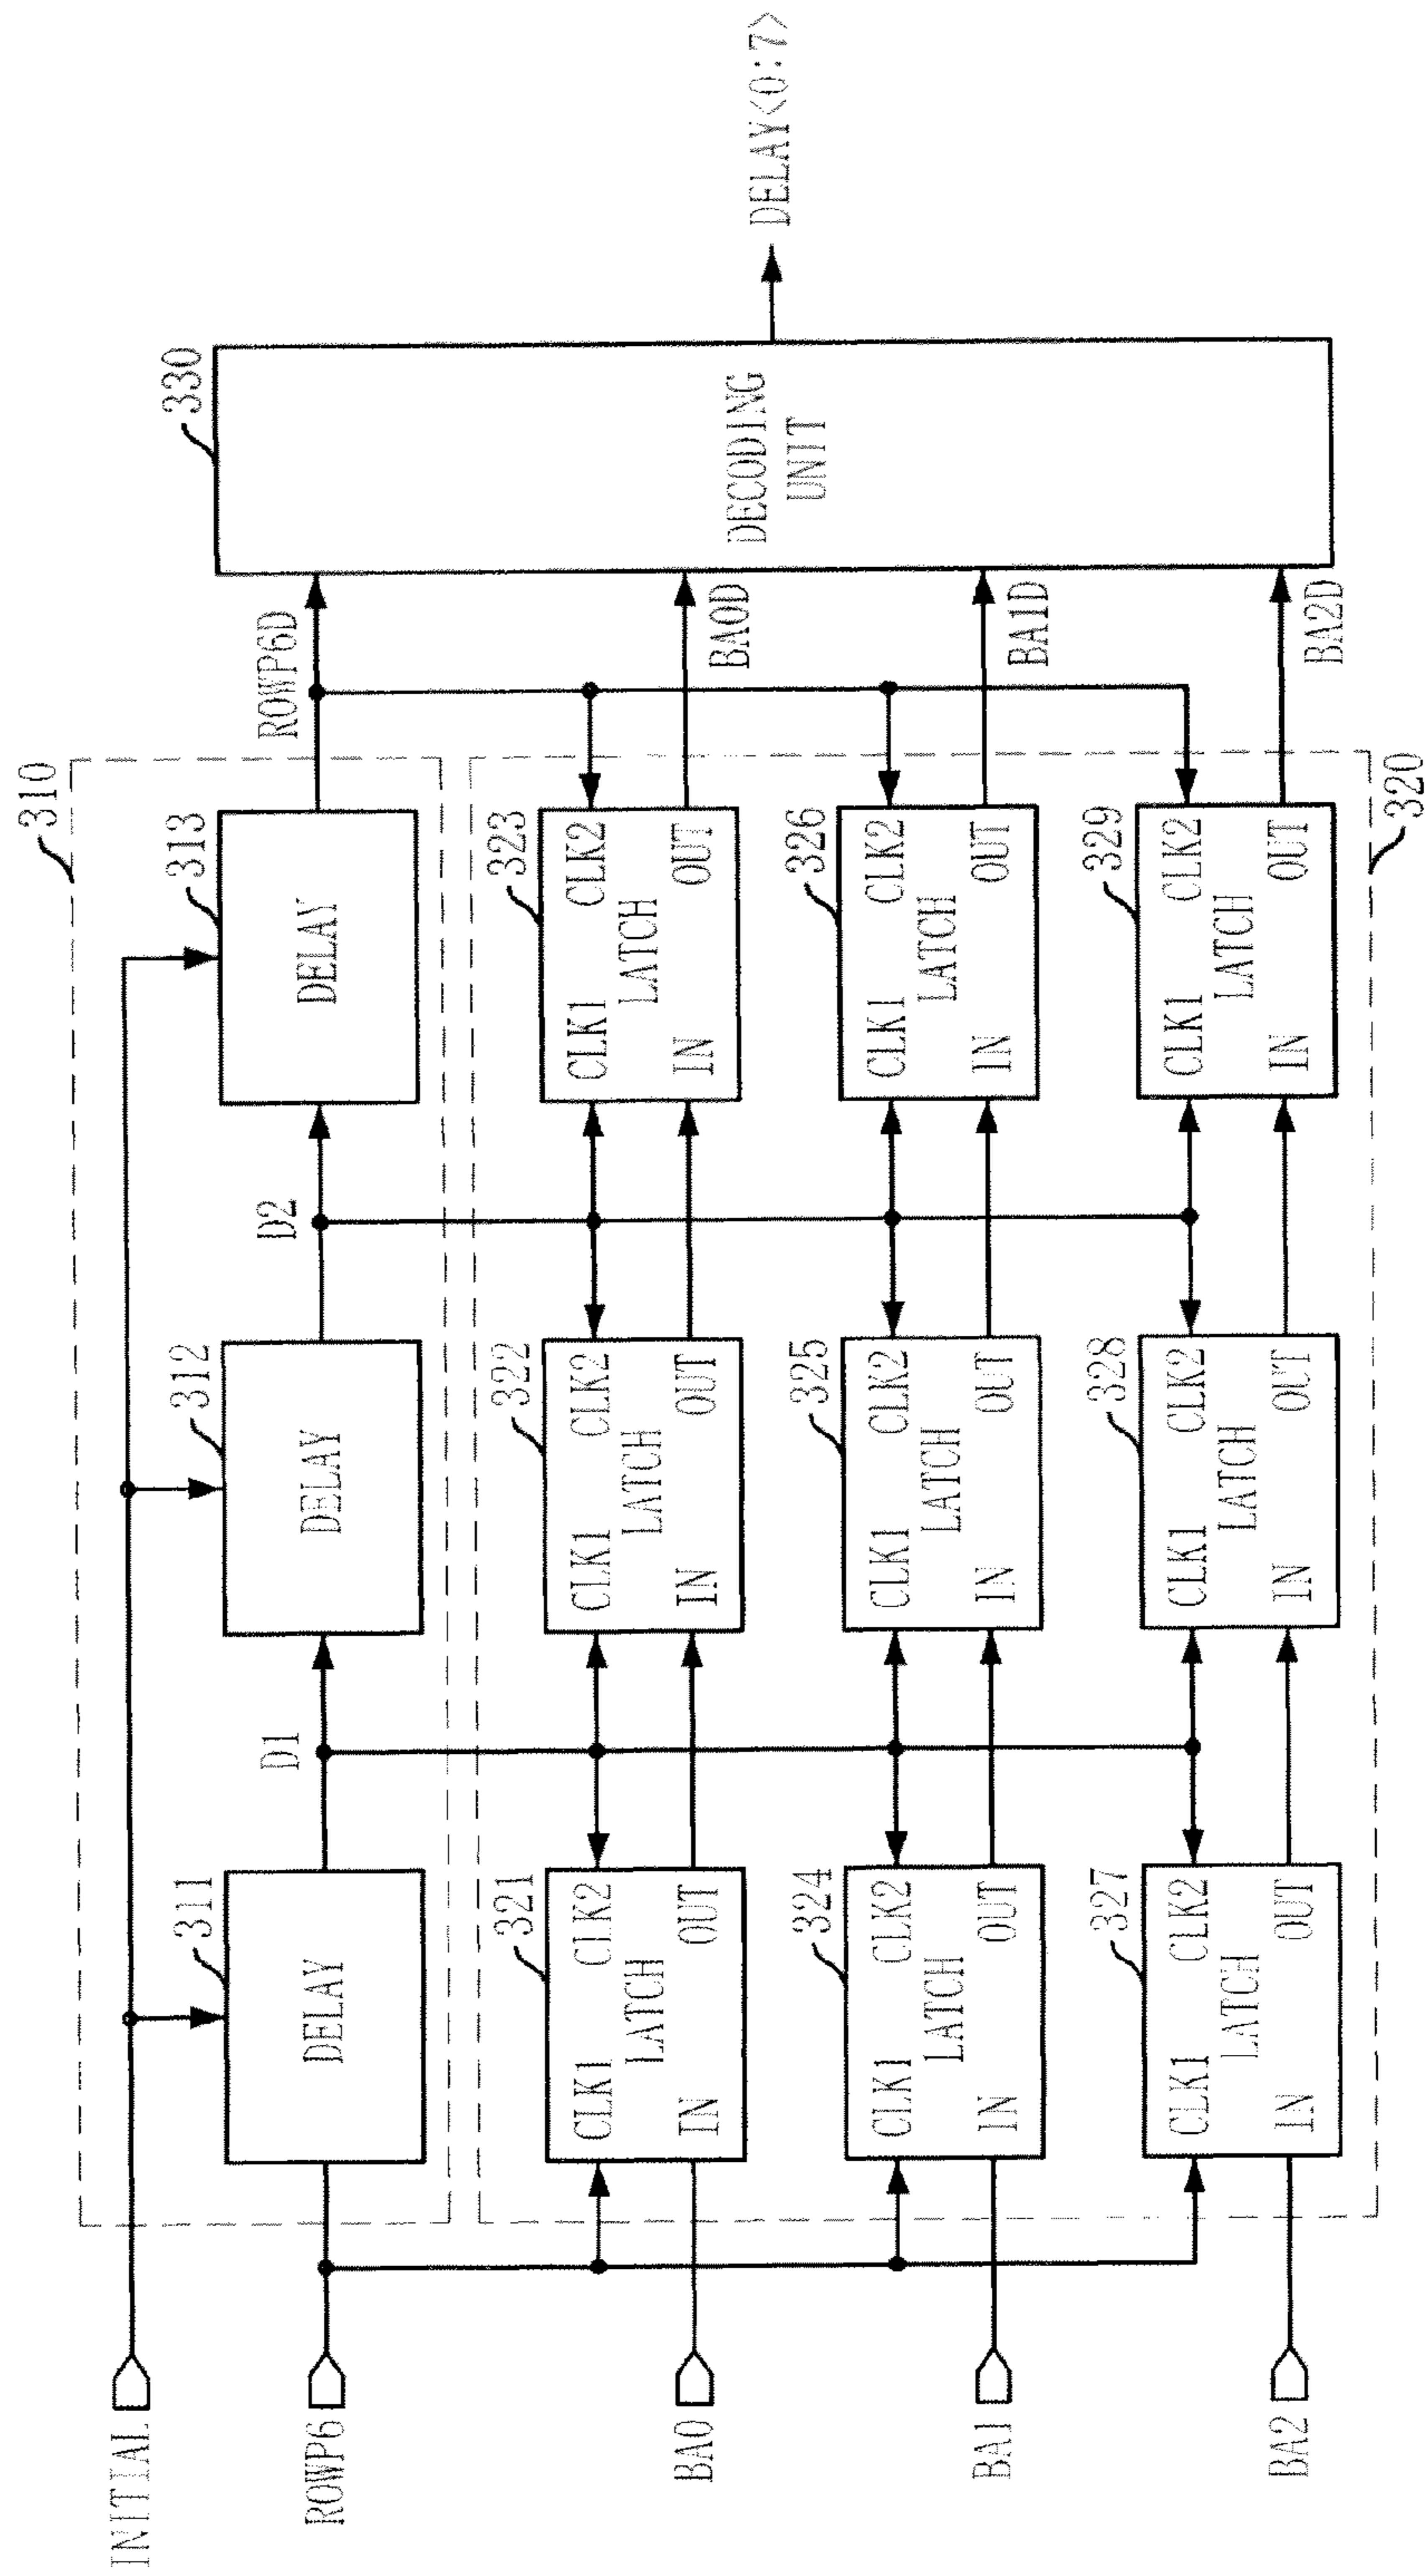 310
INITIAL
311
DELAY
312
DELAY
313
DELAY
ROWP6
D1
D2
ROWP6D
330
DECODING
UNIT
DELAY<0:7>
321
CLK1
CLK2
LATCH
IN
OUT
322
CLK1
CLK2
LATCH
IN
OUT
323
CLK1
CLK2
LATCH
IN
OUT
BA0
BA0D
324
CLK1
CLK2
LATCH
IN
OUT
325
CLK1
CLK2
LATCH
IN
OUT
326
CLK1
CLK2
LATCH
IN
OUT
BA1
BA1D
327
CLK1
CLK2
LATCH
IN
OUT
328
CLK1
CLK2
LATCH
IN
OUT
329
CLK1
CLK2
LATCH
IN
OUT
BA2
BA2D
320